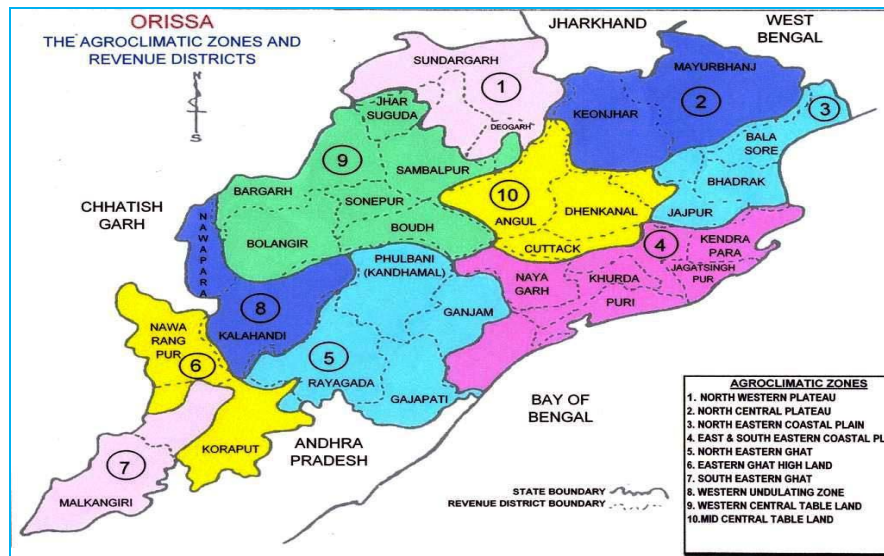 ORISSA
THE AGROCLIMATIC ZONES AND
REVENUE DISTRICTS
N
S
JHARKHAND
WEST
BENGAL
SUNDARGARH
1
MAYURBHANJ
2
KEONJHAR
3
JHAR
SUGUDA
DEOGARH
BALA
SORE
9
SAMBALPUR
BHADRAK
BARGARH
10
ANGUL
DHENKANAL
JAJPUR
SONEPUR
CHHATISH
GARH
NAWAPARA
BOLANGIR
BOUDH
CUTTACK
4
KENDRA
PARA
PHULBANI
(KANDHAMAL)
NAYA
GARH
KHURDA
JAGATSINGH
PUR
PURI
8
KALAHANDI
GANJAM
NAWA
RANG
PUR
6
5
RAYAGADA
GAJAPATI
BAY OF
BENGAL
KORAPUT
ANDHRA
PRADESH
7
MALKANGIRI
STATE BOUNDARY
REVENUE DISTRICT BOUNDARY
AGROCLIMATIC ZONES
1. NORTH WESTERN PLATEAU
2. NORTH CENTRAL PLATEAU
3. NORTH EASTERN COASTAL PLAIN
4. EAST & SOUTH EASTERN COASTAL PL
5. NORTH EASTERN GHAT
6. EASTERN GHAT HIGH LAND
7. SOUTH EASTERN GHAT
8. WESTERN UNDULATING ZONE
9. WESTERN CENTRAL TABLE LAND
10.MID CENTRAL TABLE LAND